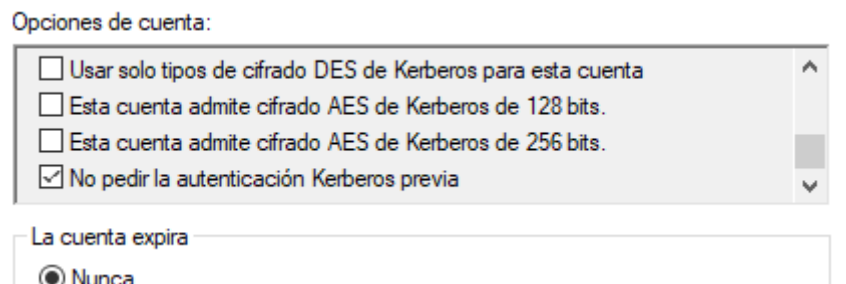 Opciones de cuenta:
Usar solo tipos de cifrado DES de Kerberos para esta cuenta
Esta cuenta admite cifrado AES de Kerberos de 128 bits.
Esta cuenta admite cifrado AES de Kerberos de 256 bits.
No pedir la autenticación Kerberos previa
La cuenta expira
Nunca